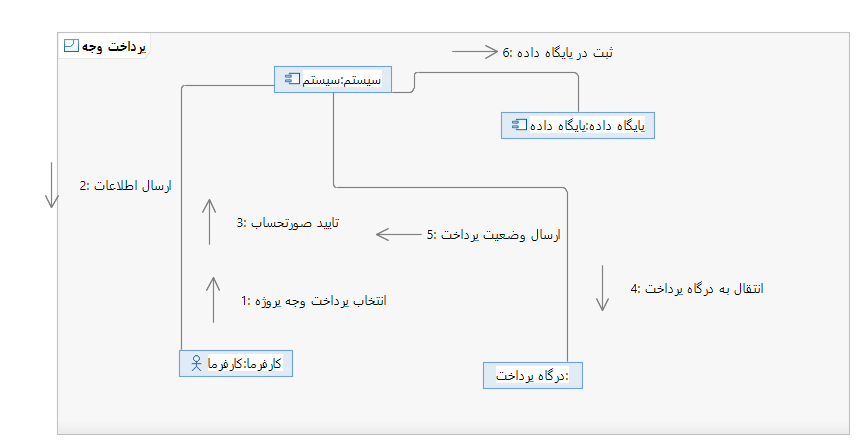 پرداخت وجه
6: ثبت در پایگاه داده
سیستم:سیستم
پایگاه داده:پایگاه داده
2: ارسال اطلاعات
3: تایید صورتحساب
5: ارسال وضعیت پرداخت
4: انتقال به درگاه پرداخت
1: انتخاب پرداخت وجه پروژه
کارفرما:کارفرما
:درگاه پرداخت